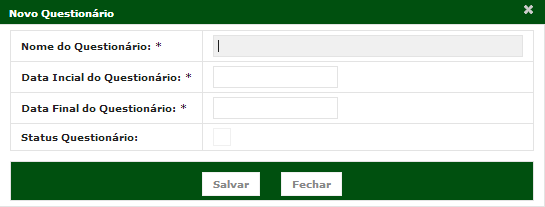 Novo Questionário
Nome do Questionário: *
Data Incial do Questionário: *
Data Final do Questionário: *
Status Questionário:
Salvar Fechar